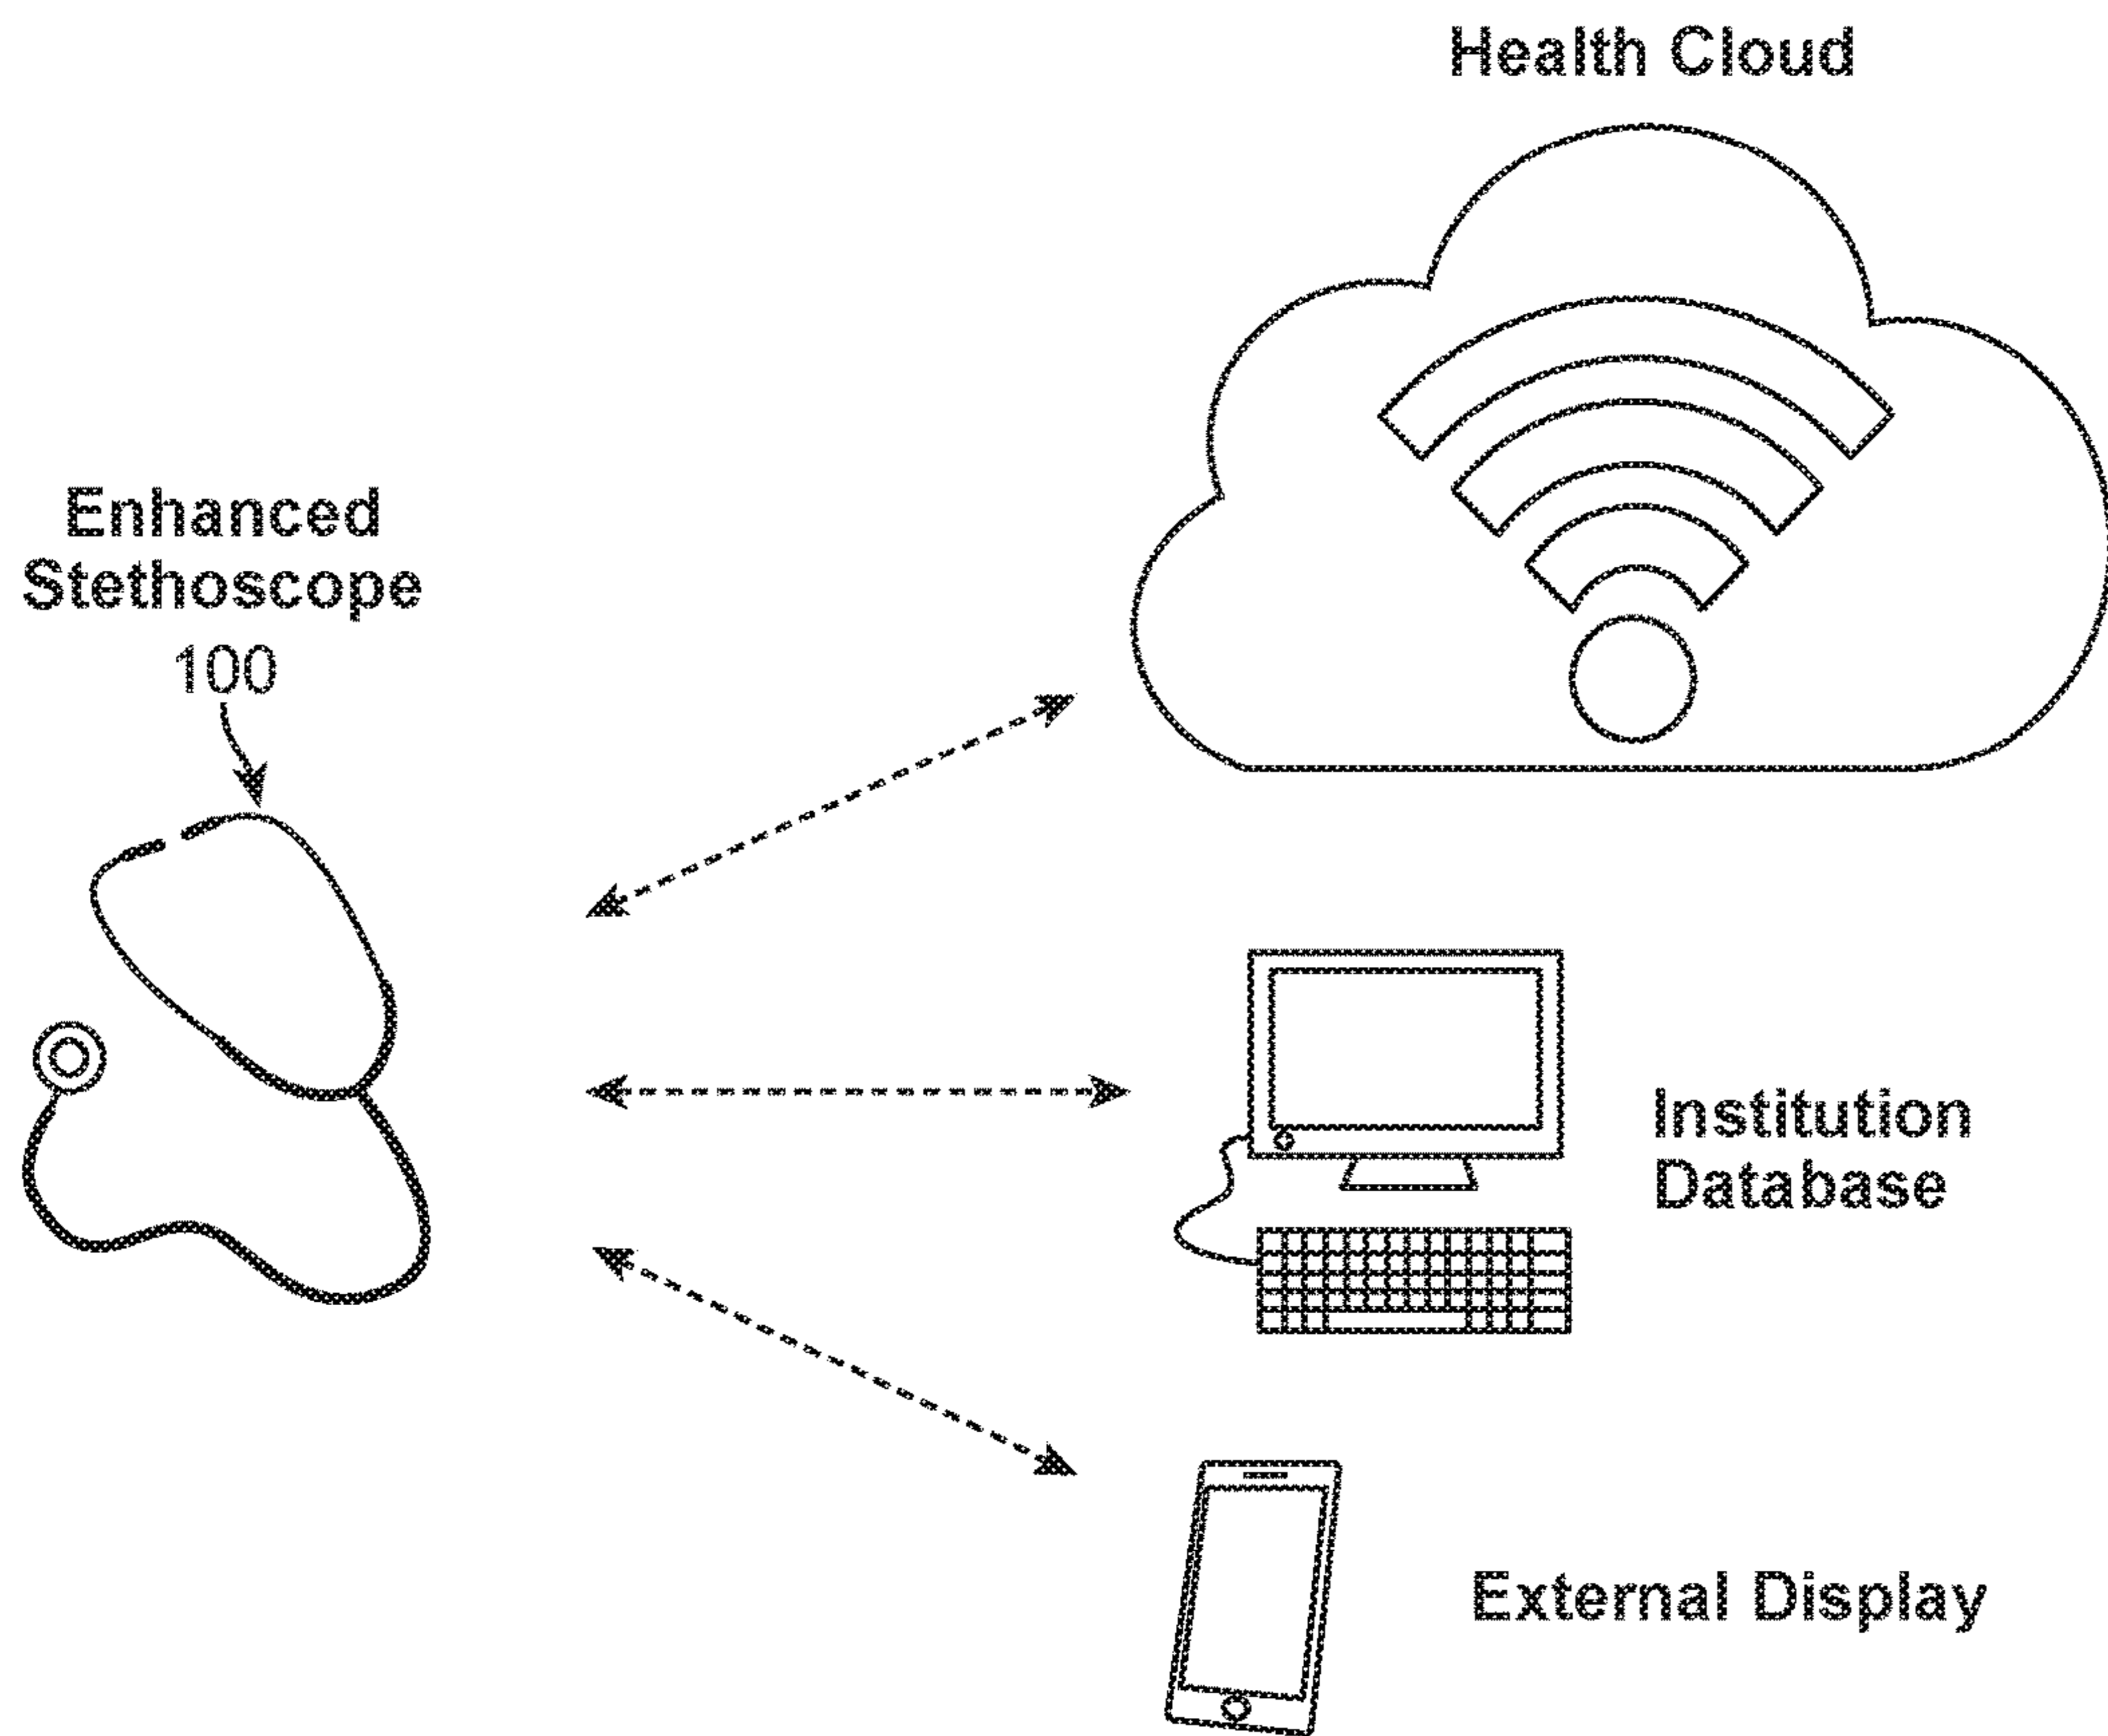 Health Cloud
Enhanced
Stethoscope
100
Institution
Database
External Display